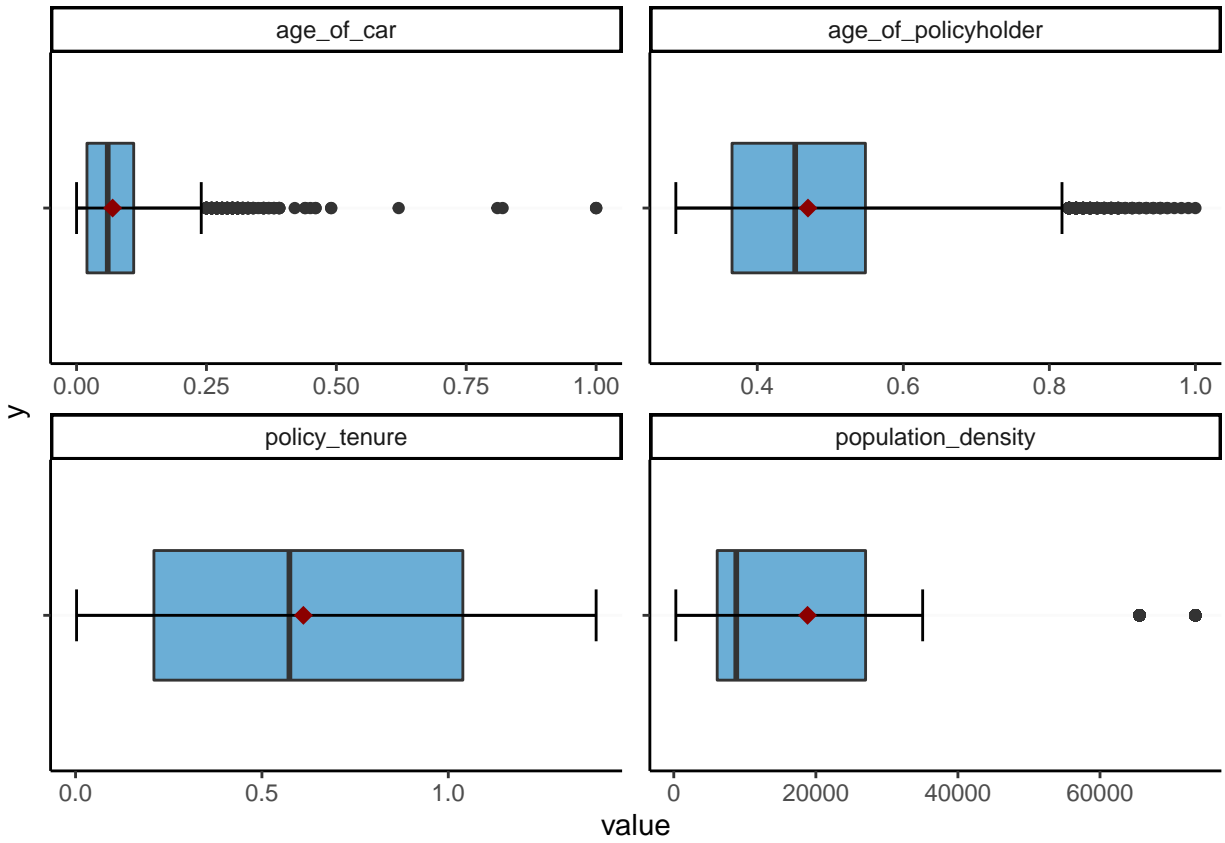 age_of_car
age_of_policyholder
0.00 0.25 0.50 0.75 1.00
0.4 0.6 0.8 1.0
y
policy_tenure
population_density
0.0 0.5 1.0
0 20000 40000 60000
value